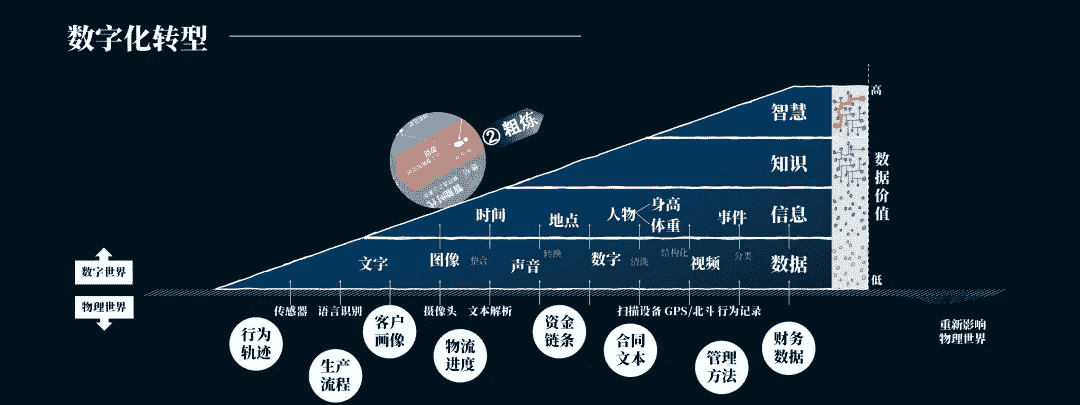 数字化转型
② 粗炼
高
智慧
知识
数据价值
时间
地点
人物
身高
体重
事件
信息
文字
图像
整合
声音
转换
数字
清洗
结构化
视频
分类
数据
低
数字世界
物理世界
传感器
语言识别
摄像头
文本解析
扫描设备
GPS/北斗
行为记录
行为
轨迹
生产
流程
客户
画像
物流
进度
资金
链条
合同
文本
管理
方法
财务
数据
重新影响
物理世界